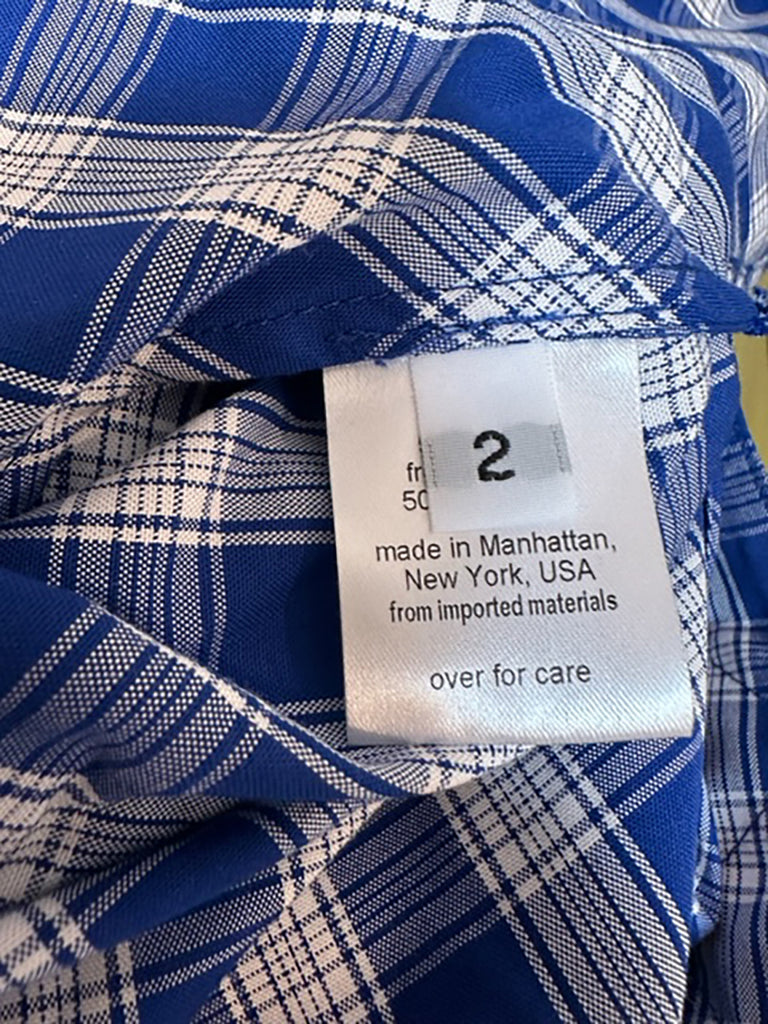 2
made in Manhattan,
New York, USA
from imported materials
over for care